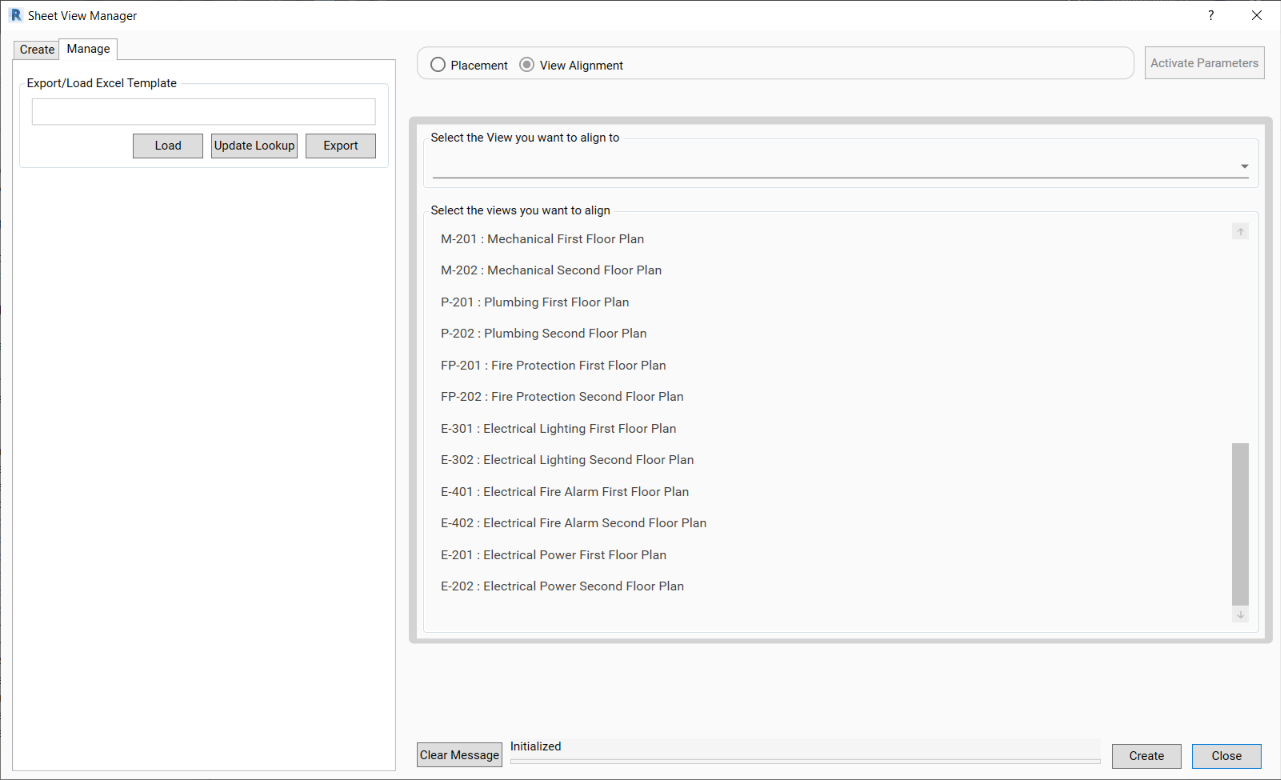 R Sheet View Manager ?
Create Manage
Export/Load Excel Template
Load Update Lookup Export
Placement View Alignment
Activate Parameters
Select the View you want to align to
Select the views you want to align
M-201 : Mechanical First Floor Plan
M-202 : Mechanical Second Floor Plan
P-201 : Plumbing First Floor Plan
P-202 : Plumbing Second Floor Plan
FP-201 : Fire Protection First Floor Plan
FP-202 : Fire Protection Second Floor Plan
E-301 : Electrical Lighting First Floor Plan
E-302 : Electrical Lighting Second Floor Plan
E-401 : Electrical Fire Alarm First Floor Plan
E-402 : Electrical Fire Alarm Second Floor Plan
E-201 : Electrical Power First Floor Plan
E-202 : Electrical Power Second Floor Plan
Clear Message Initialized Create Close